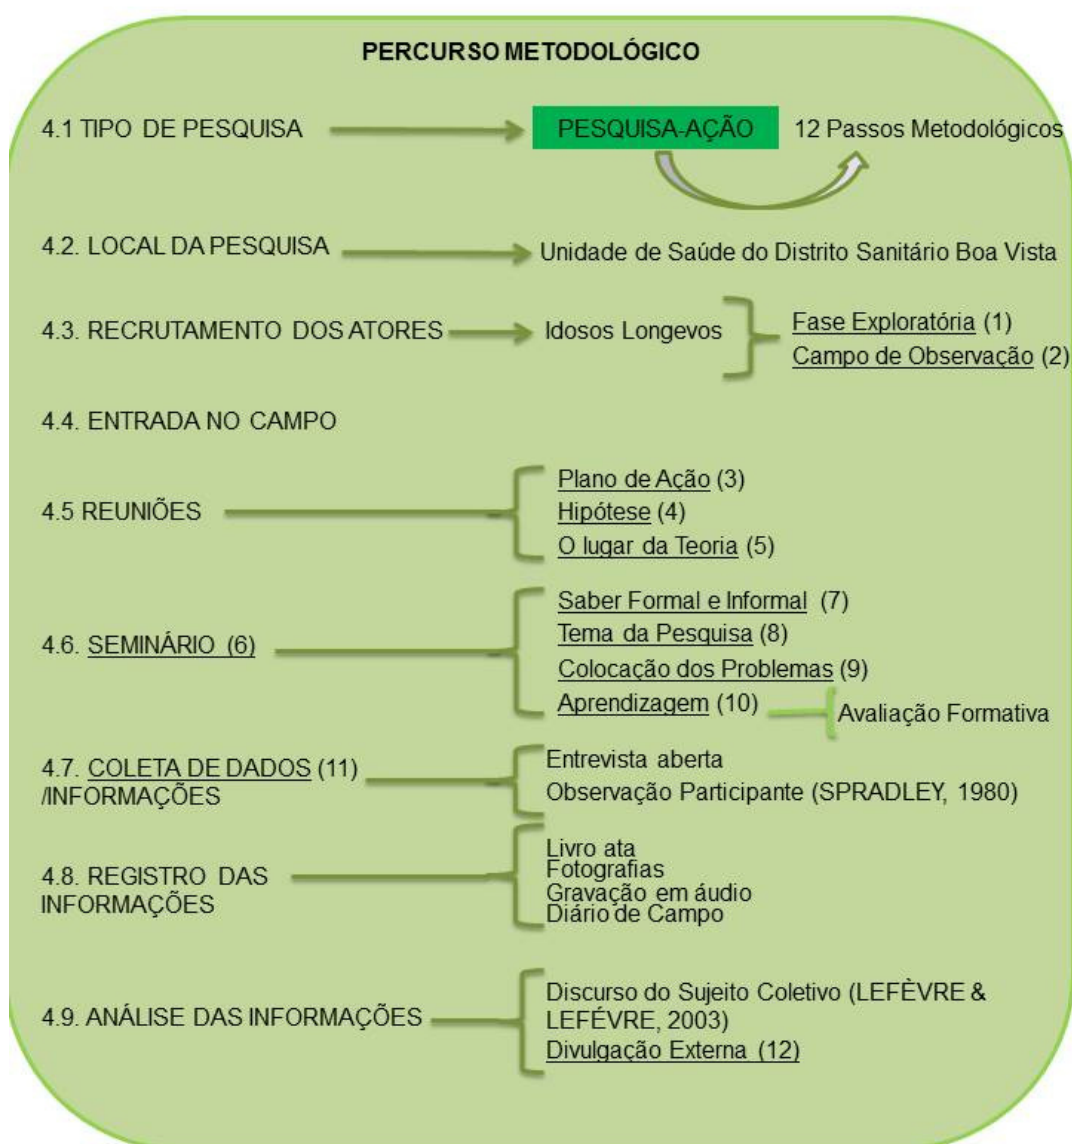 PERCURSO METODOLÓGICO
4.1 TIPO DE PESQUISA
PESQUISA-AÇÃO
12 Passos Metodológicos
4.2. LOCAL DA PESQUISA
Unidade de Saúde do Distrito Sanitário Boa Vista
4.3. RECRUTAMENTO DOS ATORES
Idosos Longevos
Fase Exploratória (1)
Campo de Observação (2)
4.4. ENTRADA NO CAMPO
4.5 REUNIÕES
Plano de Ação (3)
Hipótese (4)
O lugar da Teoria (5)
4.6. SEMINÁRIO (6)
Saber Formal e Informal (7)
Tema da Pesquisa (8)
Colocação dos Problemas (9)
Aprendizagem (10)
Avaliação Formativa
4.7. COLETA DE DADOS (11)
/INFORMAÇÕES
Entrevista aberta
Observação Participante (SPRADLEY, 1980)
4.8. REGISTRO DAS
INFORMAÇÕES
Livro ata
Fotografias
Gravação em áudio
Diário de Campo
4.9. ANÁLISE DAS INFORMAÇÕES
Discurso do Sujeito Coletivo (LEFÈVRE &
LEFÉVRE, 2003)
Divulgação Externa (12)